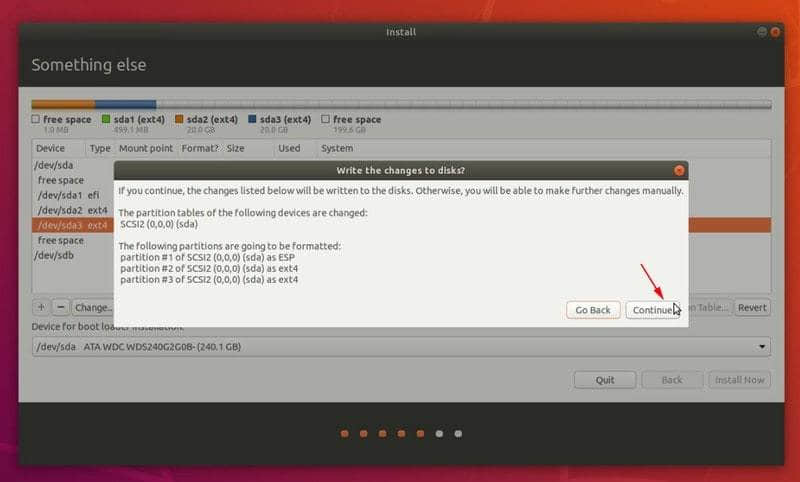 Install
Something else
free space sda1 (ext4) sda2 (ext4) sda3 (ext4) free space
1.0 MB 499.1 MB 20.0 GB 20.0 GB 199.6 GB
Device Type Mount point Format? Size Used System
/dev/sda
free space
/dev/sda1 efi
/dev/sda2 ext4
/dev/sda3 ext4
free space
/dev/sdb
Write the changes to disks?
If you continue, the changes listed below will be written to the disks. Otherwise, you will be able to make further changes manually.
The partition tables of the following devices are changed:
SCSI2 (0,0,0) (sda)
The following partitions are going to be formatted:
partition #1 of SCSI2 (0,0,0) (sda) as ESP
partition #2 of SCSI2 (0,0,0) (sda) as ext4
partition #3 of SCSI2 (0,0,0) (sda) as ext4
Go Back Continue
+ − Change... Table... Revert
Device for boot loader installation:
/dev/sda ATA WDC WDS240G2G0B- (240.1 GB)
Quit Back Install Now